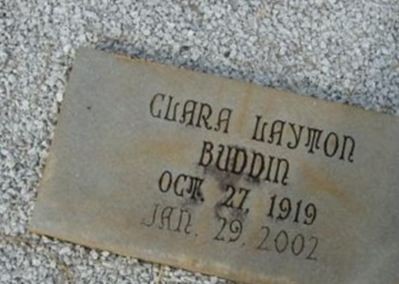 CLARA LAYTON
BUDDIN
OCT. 27, 1919
JAN. 29, 2002